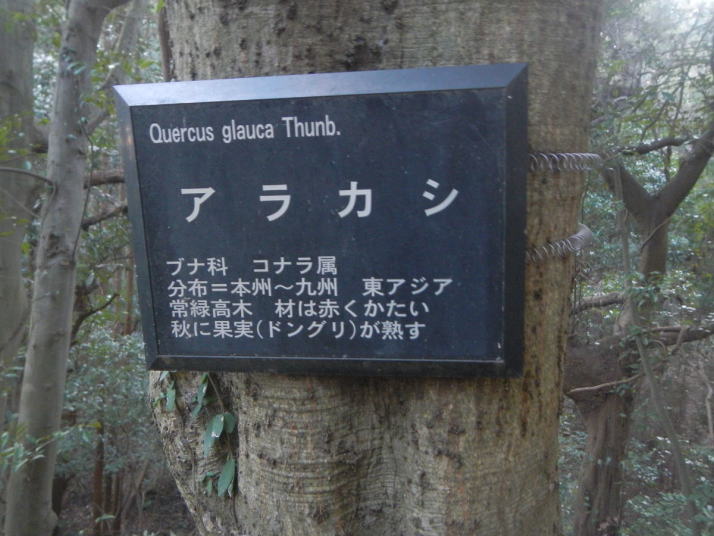 Quercus glauca Thunb.
アラカシ
ブナ科　コナラ属
分布＝本州～九州　東アジア
常緑高木　材は赤くかたい
秋に果実(ドングリ)が熟す